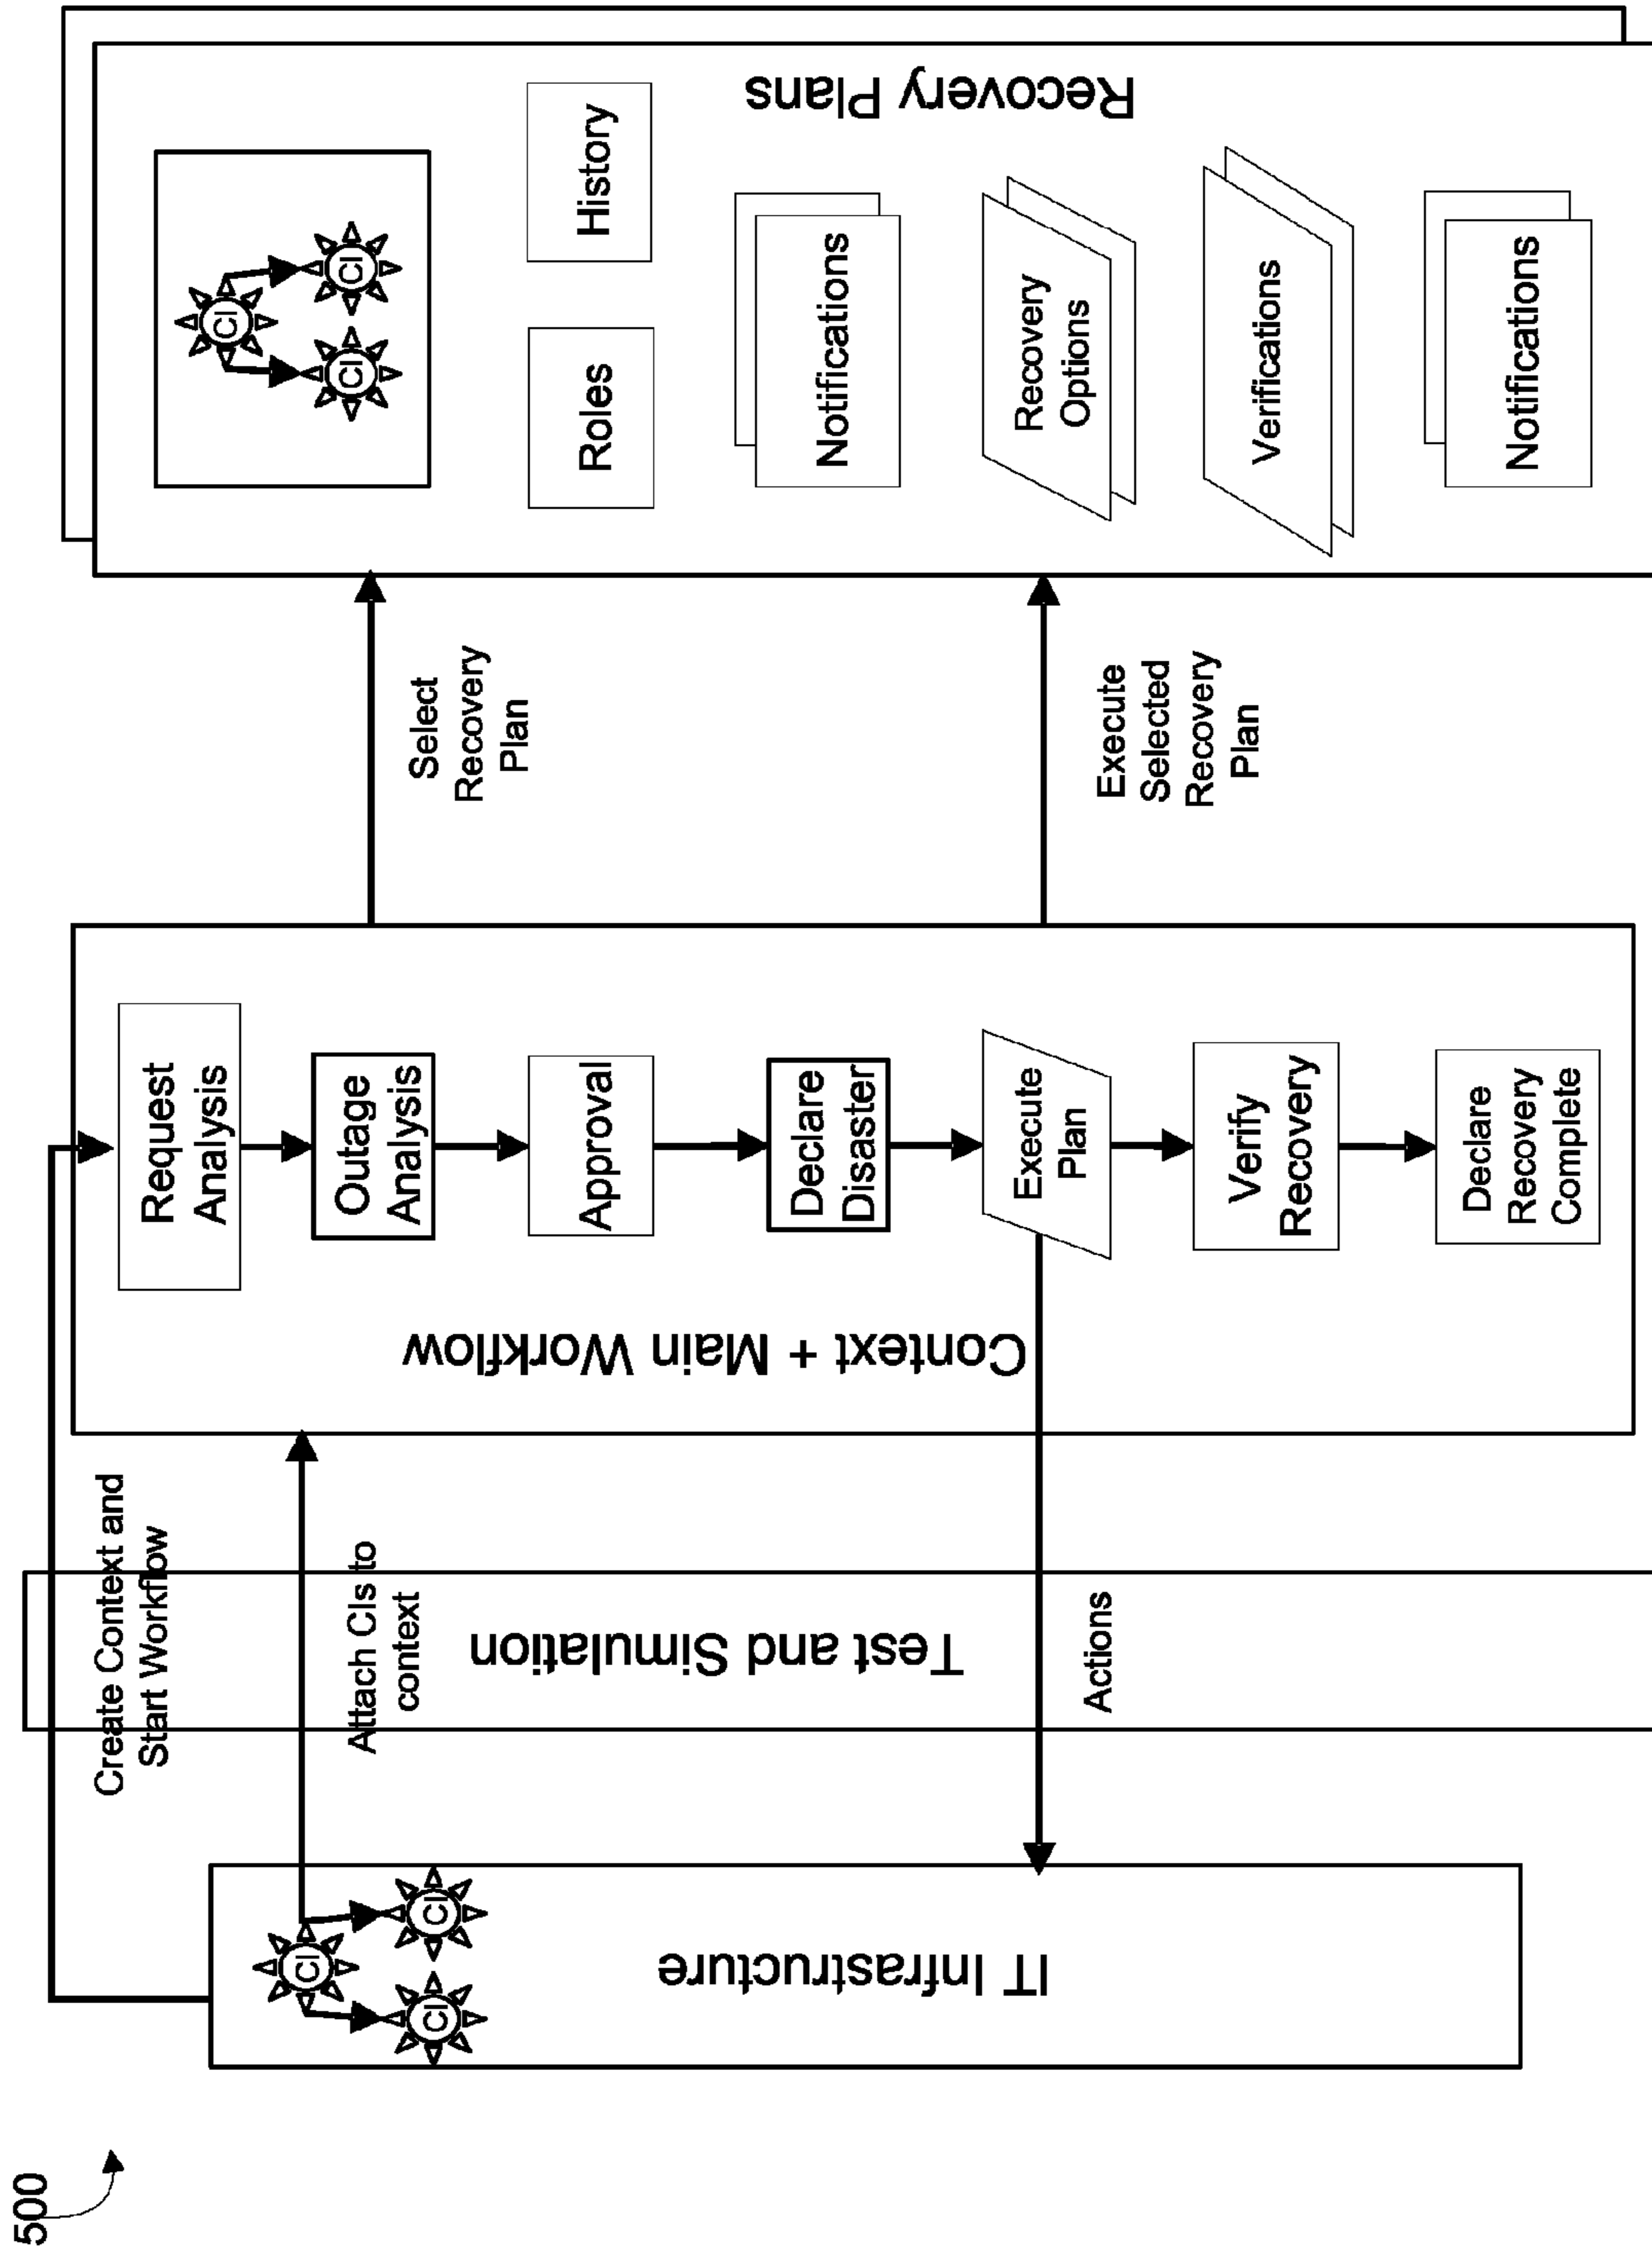 500
IT Infrastructure
CI
CI
CI
Create Context and
Start Workflow
Attach CIs to
context
Test and Simulation
Actions
Context + Main Workflow
Request
Analysis
Outage
Analysis
Approval
Declare
Disaster
Execute
Plan
Verify
Recovery
Declare
Recovery
Complete
Select
Recovery
Plan
Execute
Selected
Recovery
Plan
CI
CI
CI
Roles
History
Notifications
Recovery
Options
Verifications
Notifications
Recovery Plans